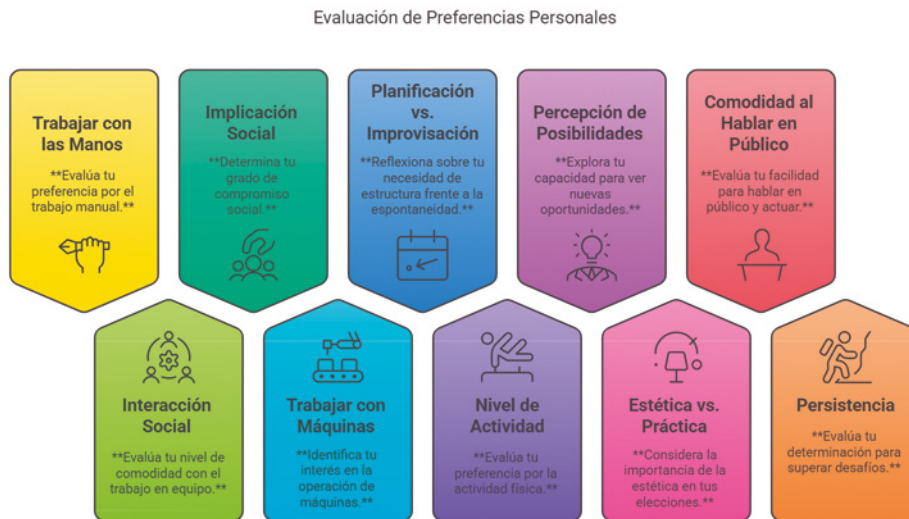 Evaluación de Preferencias Personales
Trabajar con
las Manos
**Evalúa tu
preferencia por el
trabajo manual.**
Implicación
Social
**Determina tu
grado de
compromiso
social.**
Planificación
vs.
Improvisación
**Reflexiona sobre tu
necesidad de
estructura frente a la
espontaneidad.**
Percepción de
Posibilidades
**Explora tu
capacidad para ver
nuevas
oportunidades.**
Comodidad al
Hablar en
Público
**Evalúa tu facilidad
para hablar en
público y actuar.**
Interacción
Social
**Evalúa tu nivel de
comodidad con el
trabajo en equipo.**
Trabajar con
Máquinas
**Identifica tu
interés en la
operación de
máquinas.**
Nivel de
Actividad
**Evalúa tu
preferencia por la
actividad física.**
Estética vs.
Práctica
**Considera la
importancia de la
estética en tus
elecciones.**
Persistencia
**Evalúa tu
determinación para
superar desafíos.**